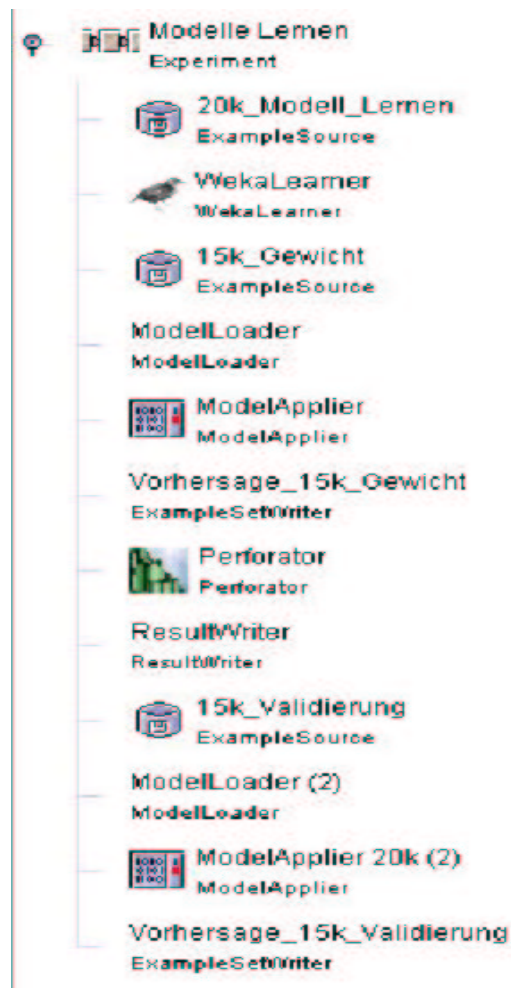 Modelle Lernen
Experiment
20k_Modell_Lernen
ExampleSource
WekaLearner
WekaLearner
15k_Gewicht
ExampleSource
ModelLoader
ModelLoader
ModelApplier
ModelApplier
Vorhersage_15k_Gewicht
ExampleSetWriter
Perforator
Perforator
ResultWriter
ResultWriter
15k_Validierung
ExampleSource
ModelLoader (2)
ModelLoader
ModelApplier 20k (2)
ModelApplier
Vorhersage_15k_Validierung
ExampleSetWriter